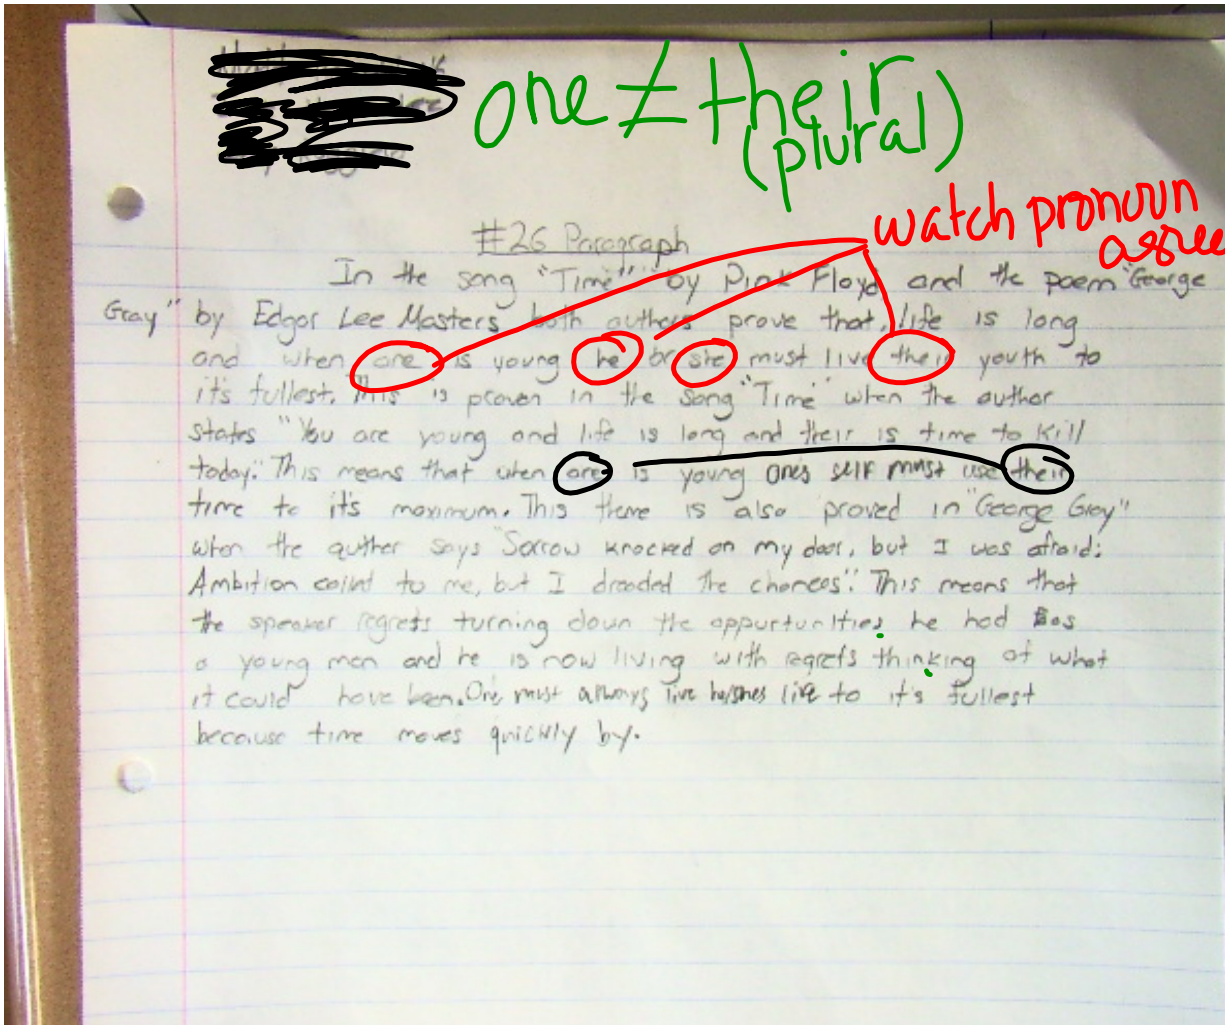 one ≠ their
(plural)
watch pronoun
agree
#26 Paragraph
In the song "Time" by Pink Floyd and the poem "George
Gray" by Edgar Lee Masters both authors prove that, life is long
and when one is young he or she must live their youth to
it's fullest. This is proven in the song "Time" when the author
states "You are young and life is long and their is time to kill
today." This means that when one is young one's self must use their
time to it's maximum. This theme is also proved in "George Gray"
when the auther says "Sorrow knocked on my door, but I was afraid;
Ambition to me, but I dreaded the chances". This means that
the speaker regrets turning down the oppurtunities he had as
a young man and he is now living with regrets thinking of what
it could have been. One must always live his/shes life to it's fullest
because time moves quickly by.